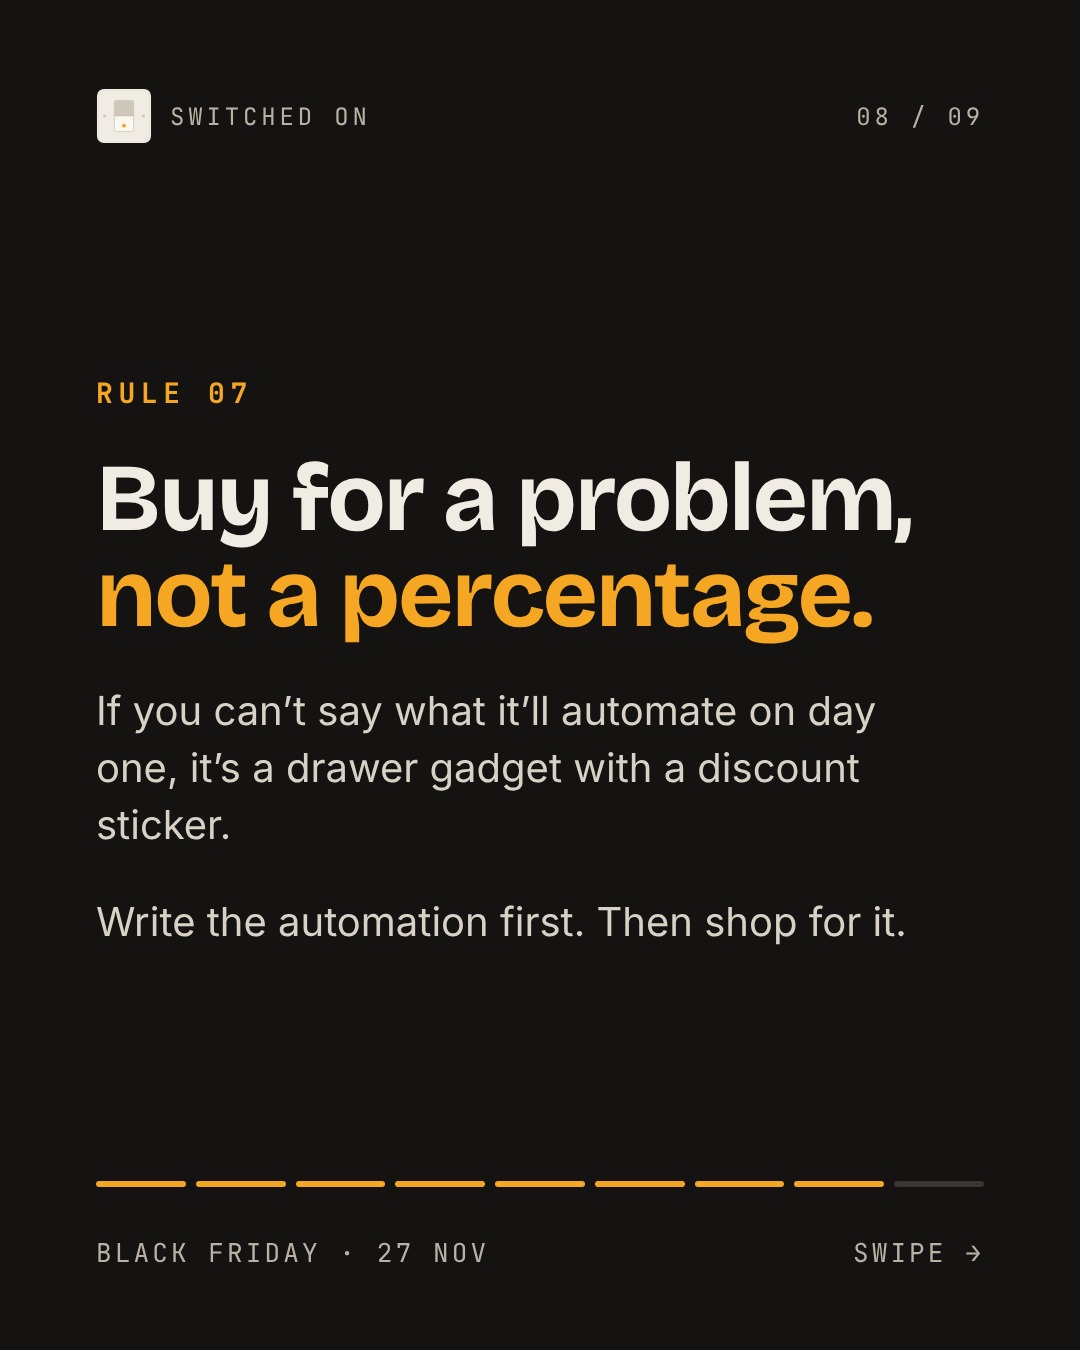 SWITCHED ON
08 / 09
RULE 07
Buy for a problem,
not a percentage.
If you can’t say what it’ll automate on day
one, it’s a drawer gadget with a discount
sticker.
Write the automation first. Then shop for it.
BLACK FRIDAY · 27 NOV
SWIPE →